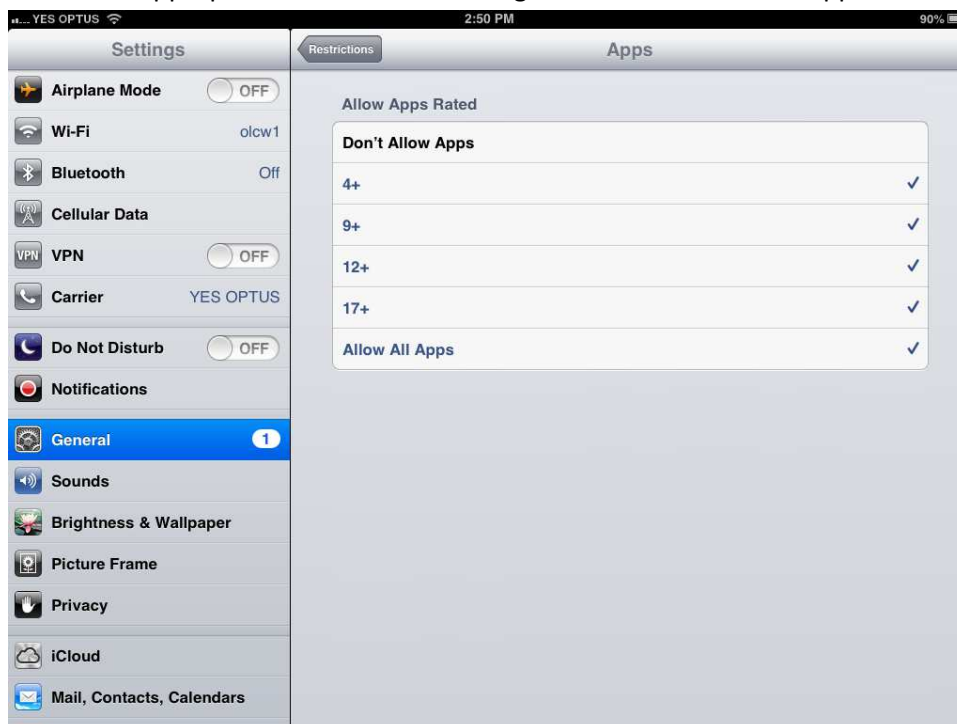 YES OPTUS 2:50 PM 90%
Settings
Airplane Mode OFF
Wi-Fi olcw1
Bluetooth Off
Cellular Data
VPN VPN OFF
Carrier YES OPTUS
Do Not Disturb OFF
Notifications
General 1
Sounds
Brightness & Wallpaper
Picture Frame
Privacy
iCloud
Mail, Contacts, Calendars
Restrictions Apps
Allow Apps Rated
Don't Allow Apps
4+
9+
12+
17+
Allow All Apps